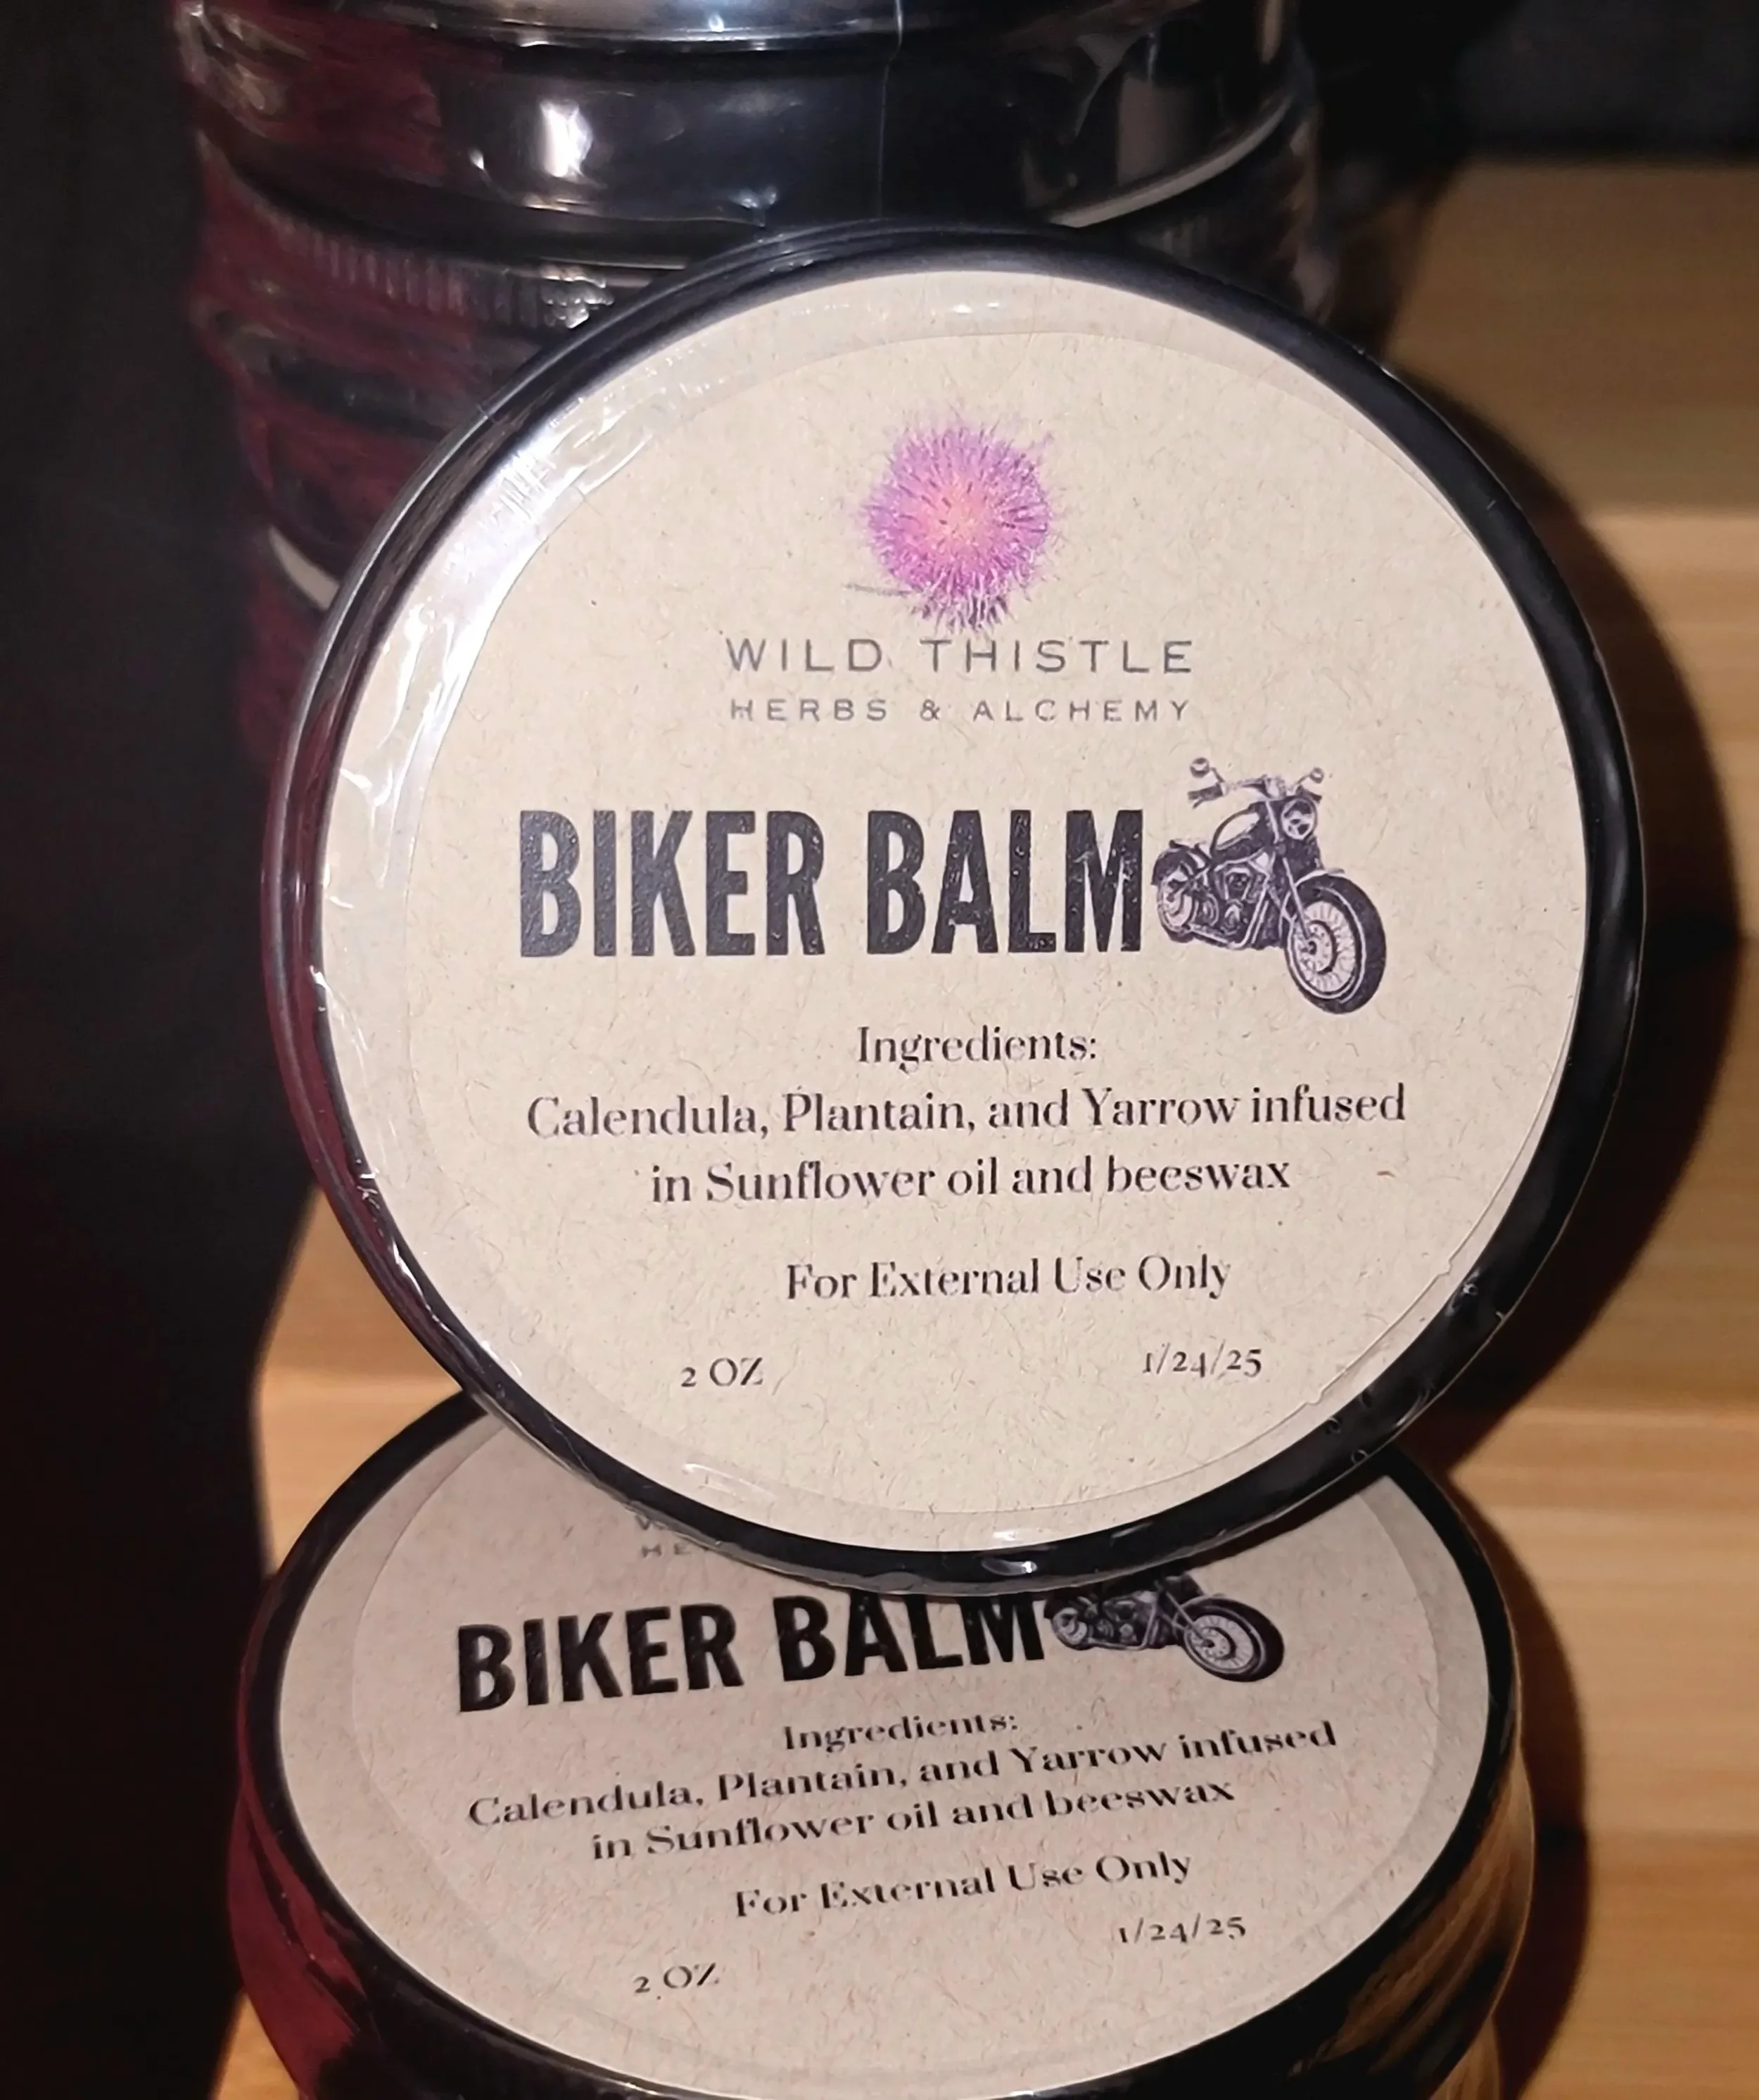 WILD THISTLE
HERBS & ALCHEMY
BIKER BALM
Ingredients:
Calendula, Plantain, and Yarrow infused
in Sunflower oil and beeswax
For External Use Only
2 OZ 1/24/25
BIKER BALM
Ingredients:
Calendula, Plantain, and Yarrow infused
in Sunflower oil and beeswax
For External Use Only
1/24/25
2 OZ